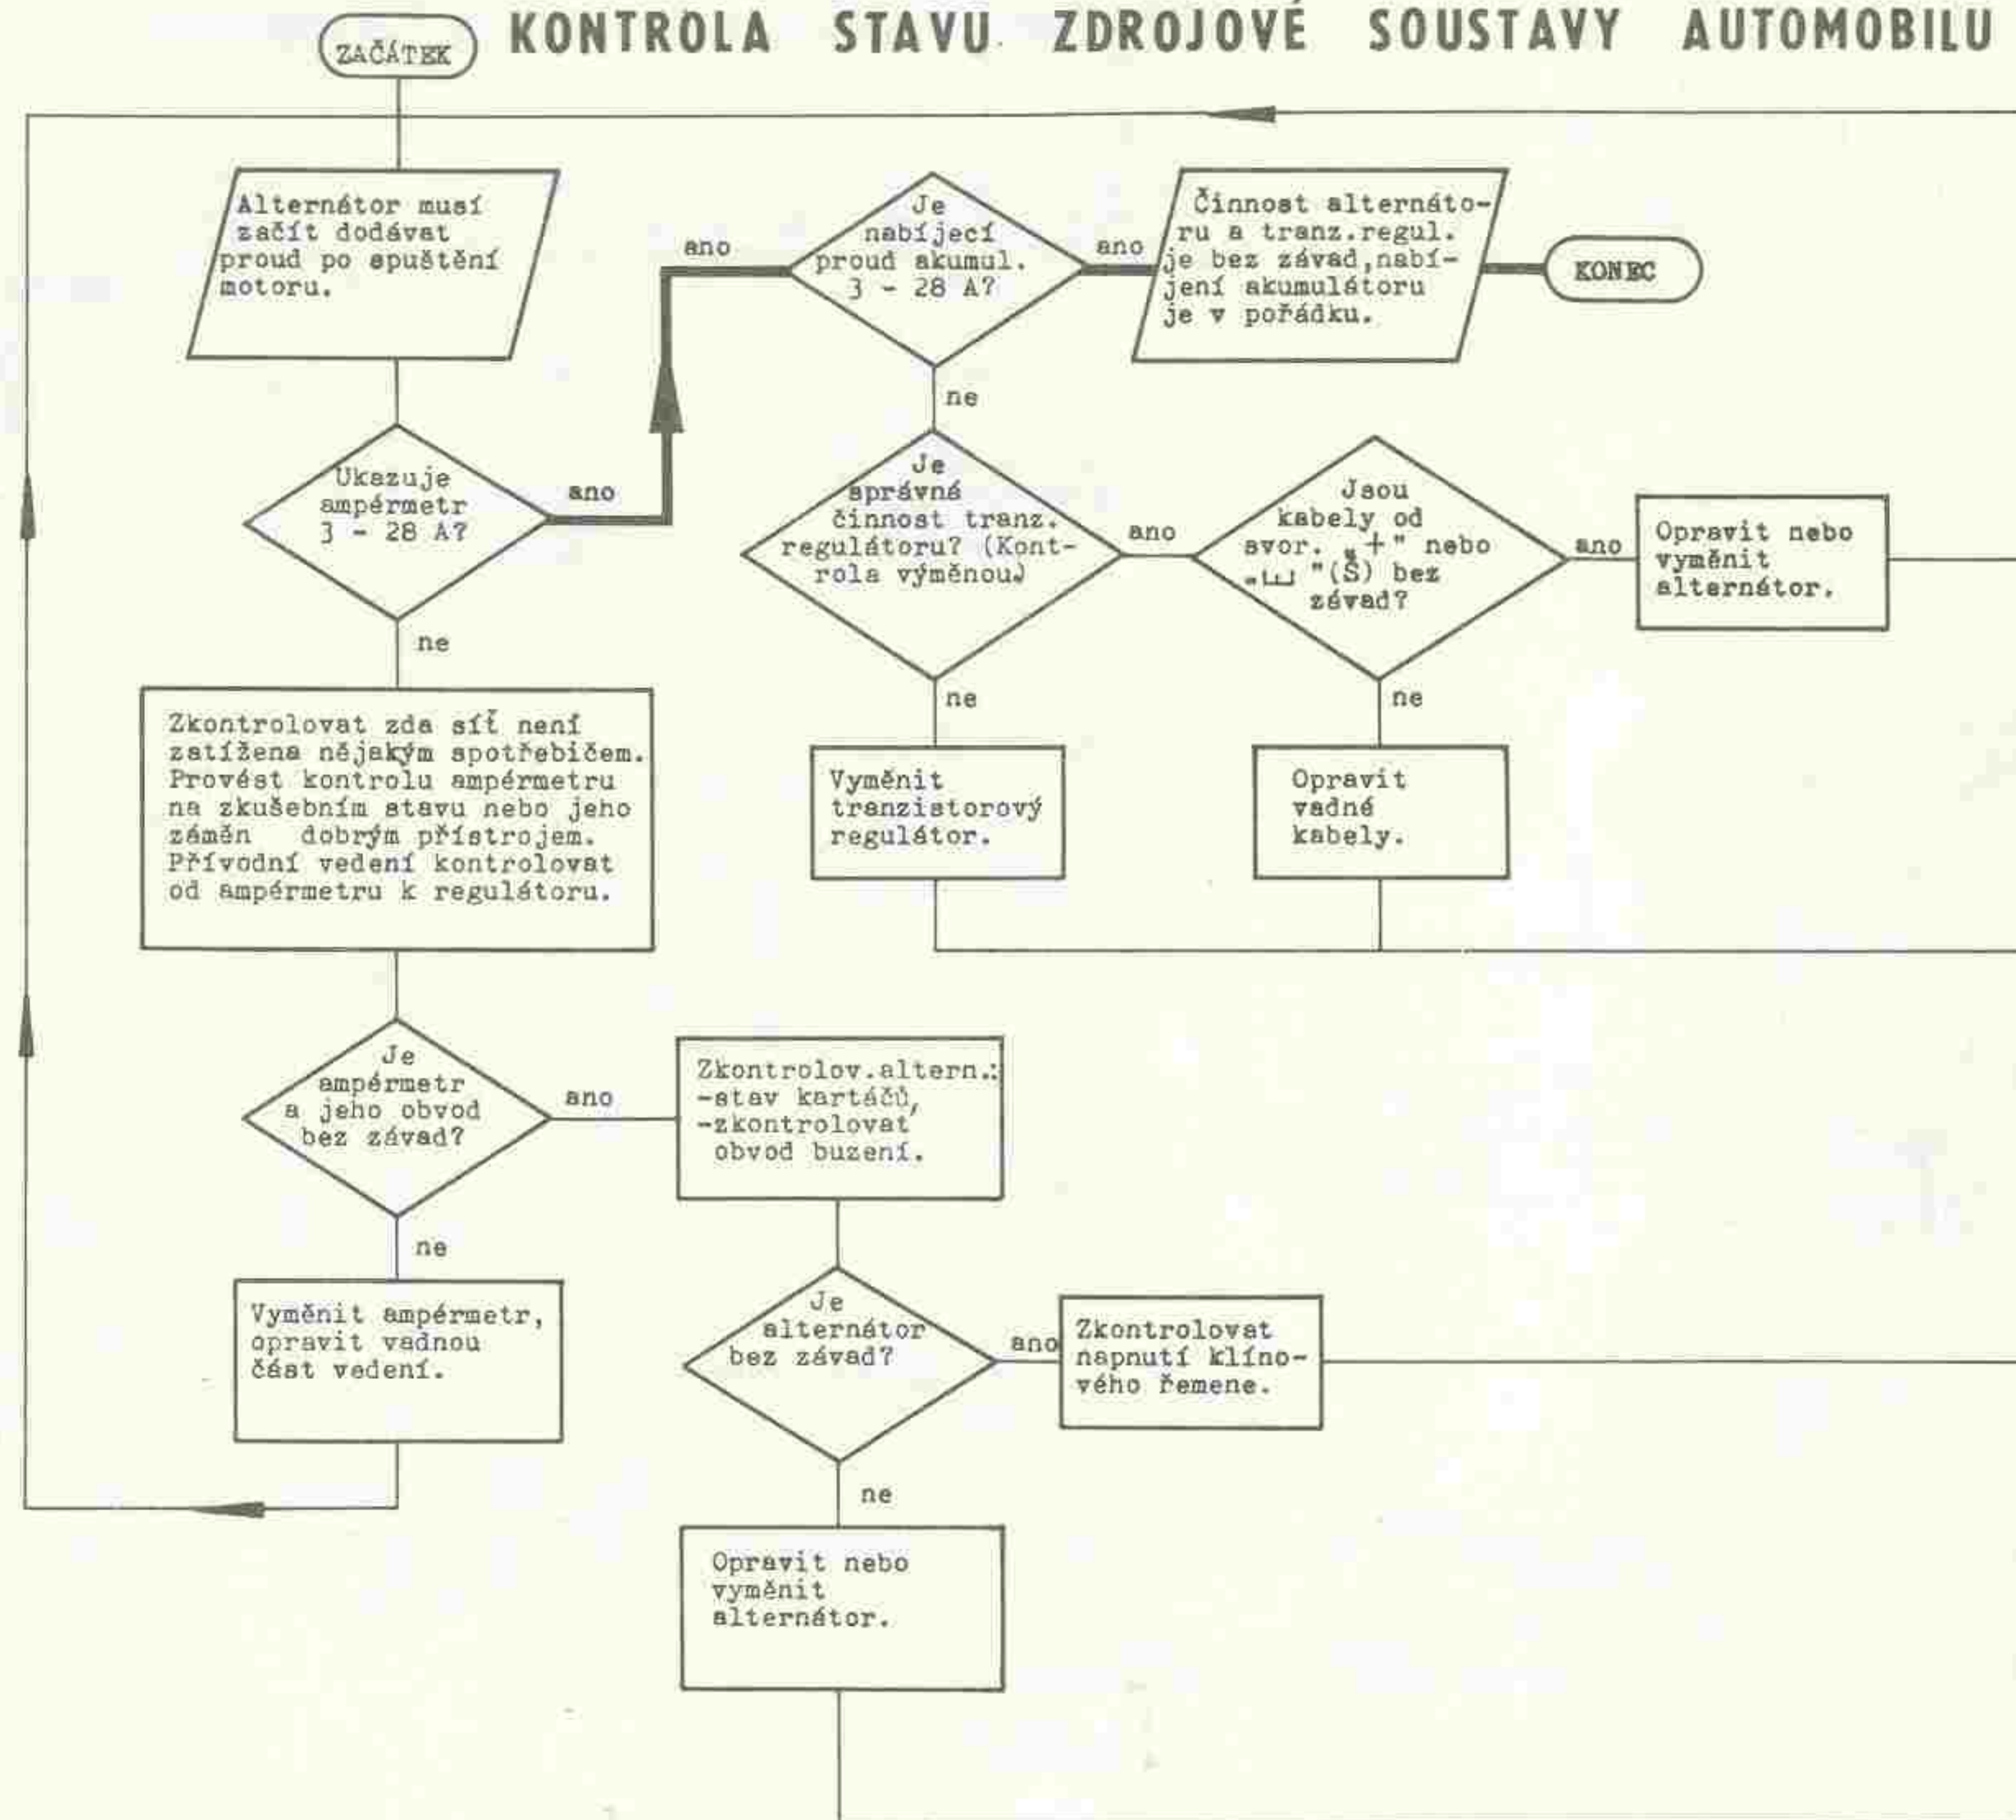 KONTROLA STAVU ZDROJOVÉ SOUSTAVY AUTOMOBILU
ZAČÁTEK
Alternátor musí
začít dodávat
proud po spuštění
motoru.
Ukazuje
ampérmetr
3 - 28 A?
ano
ne
ano
Je
nabíjecí
proud akumul.
3 - 28 A?
ano
ne
Činnost alternáto-
ru a tranz.regul.
je bez závad,nabí-
jení akumulátoru
je v pořádku.
KONEC
Je
správná
činnost tranz.
regulátoru? (Kont-
rola výměnou)
ano
ne
Jsou
kabely od
svor. „+" nebo
„Ш "(Š) bez
závad?
ano
ne
Opravit nebo
vyměnit
alternátor.
Vyměnit
tranzistorový
regulátor.
Opravit
vadné
kabely.
Zkontrolovat zda síť není
zatížena nějakým spotřebičem.
Provést kontrolu ampérmetru
na zkušebním stavu nebo jeho
záměn dobrým přístrojem.
Přívodní vedení kontrolovat
od ampérmetru k regulátoru.
Je
ampérmetr
a jeho obvod
bez závad?
ano
ne
Zkontrolov.altern.:
-stav kartáčů,
-zkontrolovat
obvod buzení.
Vyměnit ampérmetr,
opravit vadnou
část vedení.
Je
alternátor
bez závad?
ano
ne
Zkontrolovat
napnutí klíno-
vého řemene.
Opravit nebo
vyměnit
alternátor.